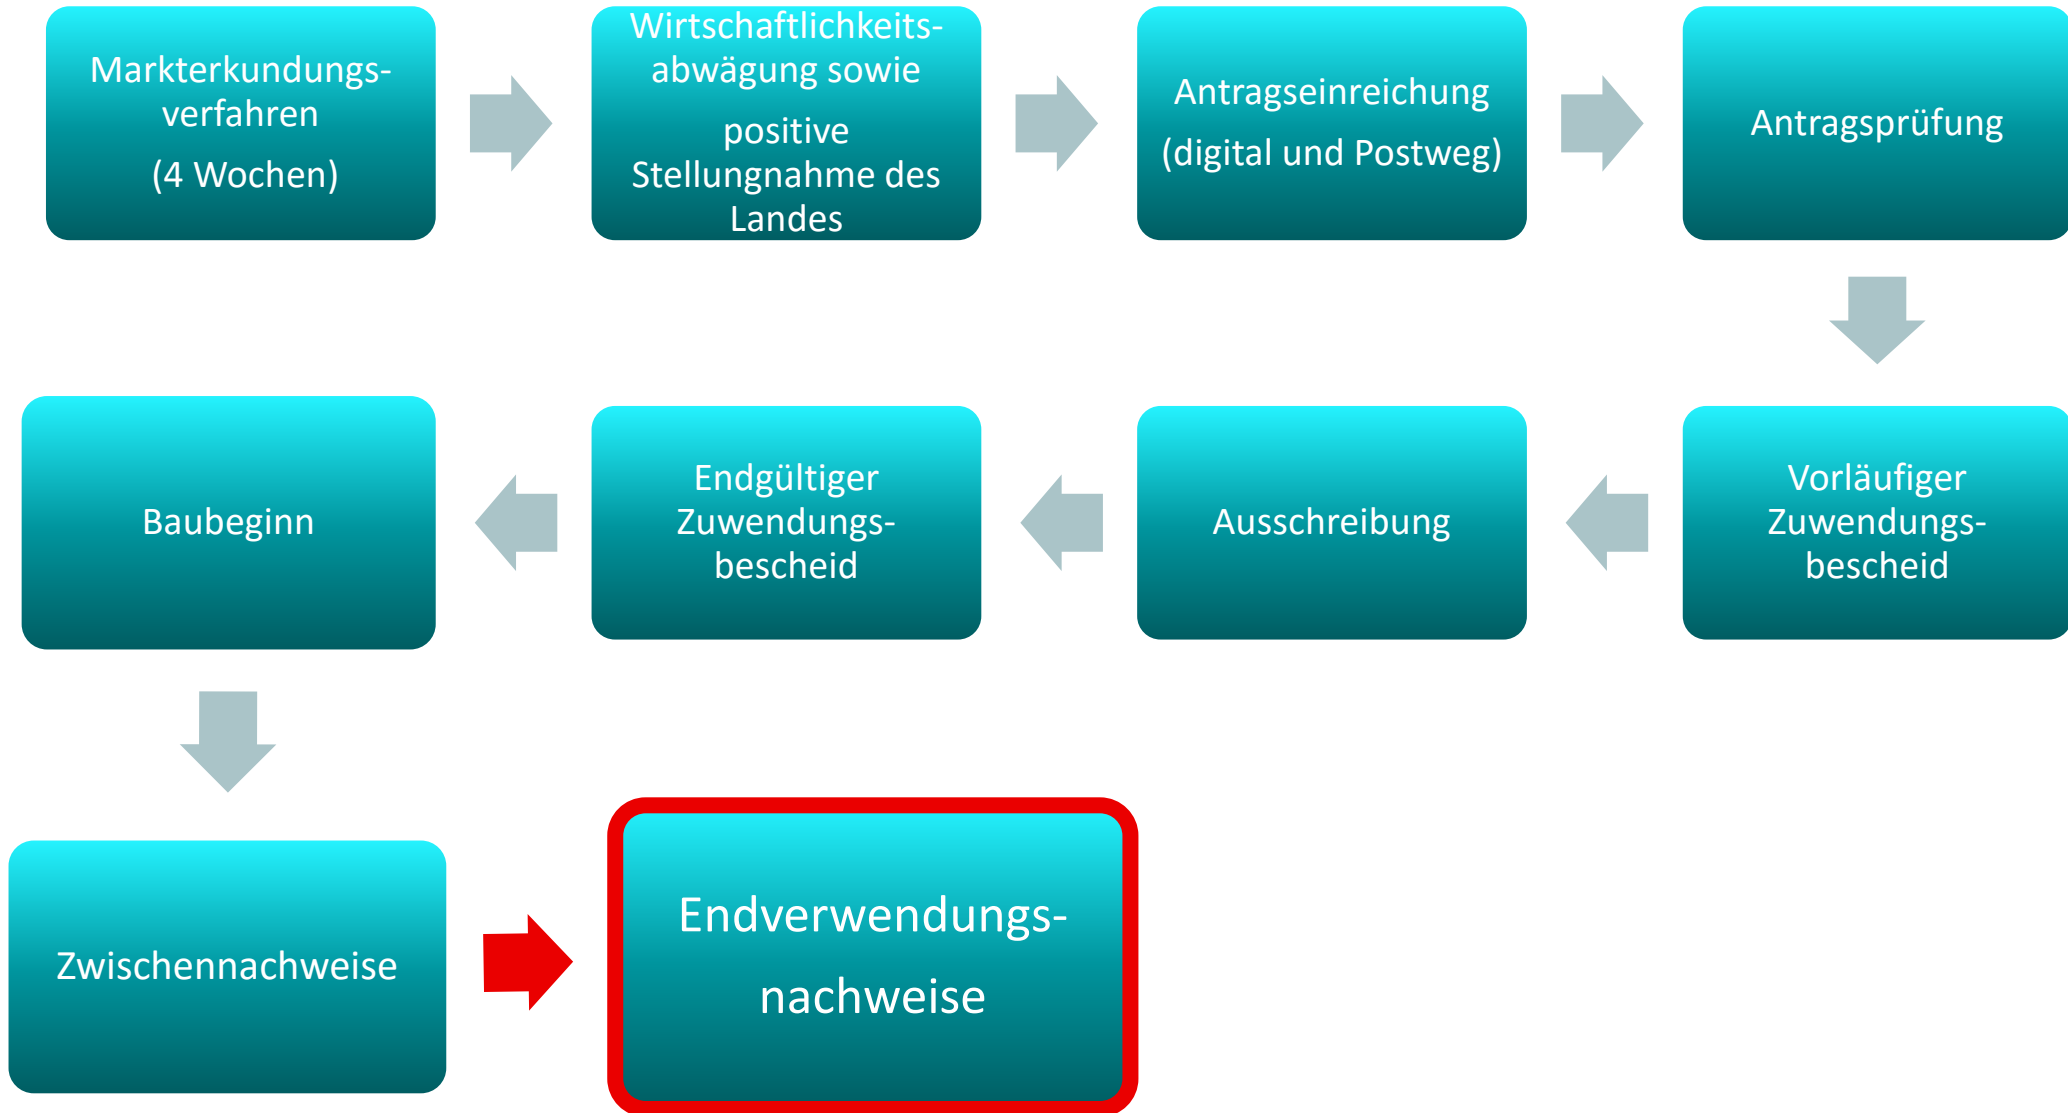 Markterkundungs-
verfahren
(4 Wochen)
Wirtschaftlichkeits-
abwägung sowie
positive
Stellungnahme des
Landes
Antragseinreichung
(digital und Postweg)
Antragsprüfung
Vorläufiger
Zuwendungs-
bescheid
Ausschreibung
Endgültiger
Zuwendungs-
bescheid
Baubeginn
Zwischennachweise
Endverwendungs-
nachweise